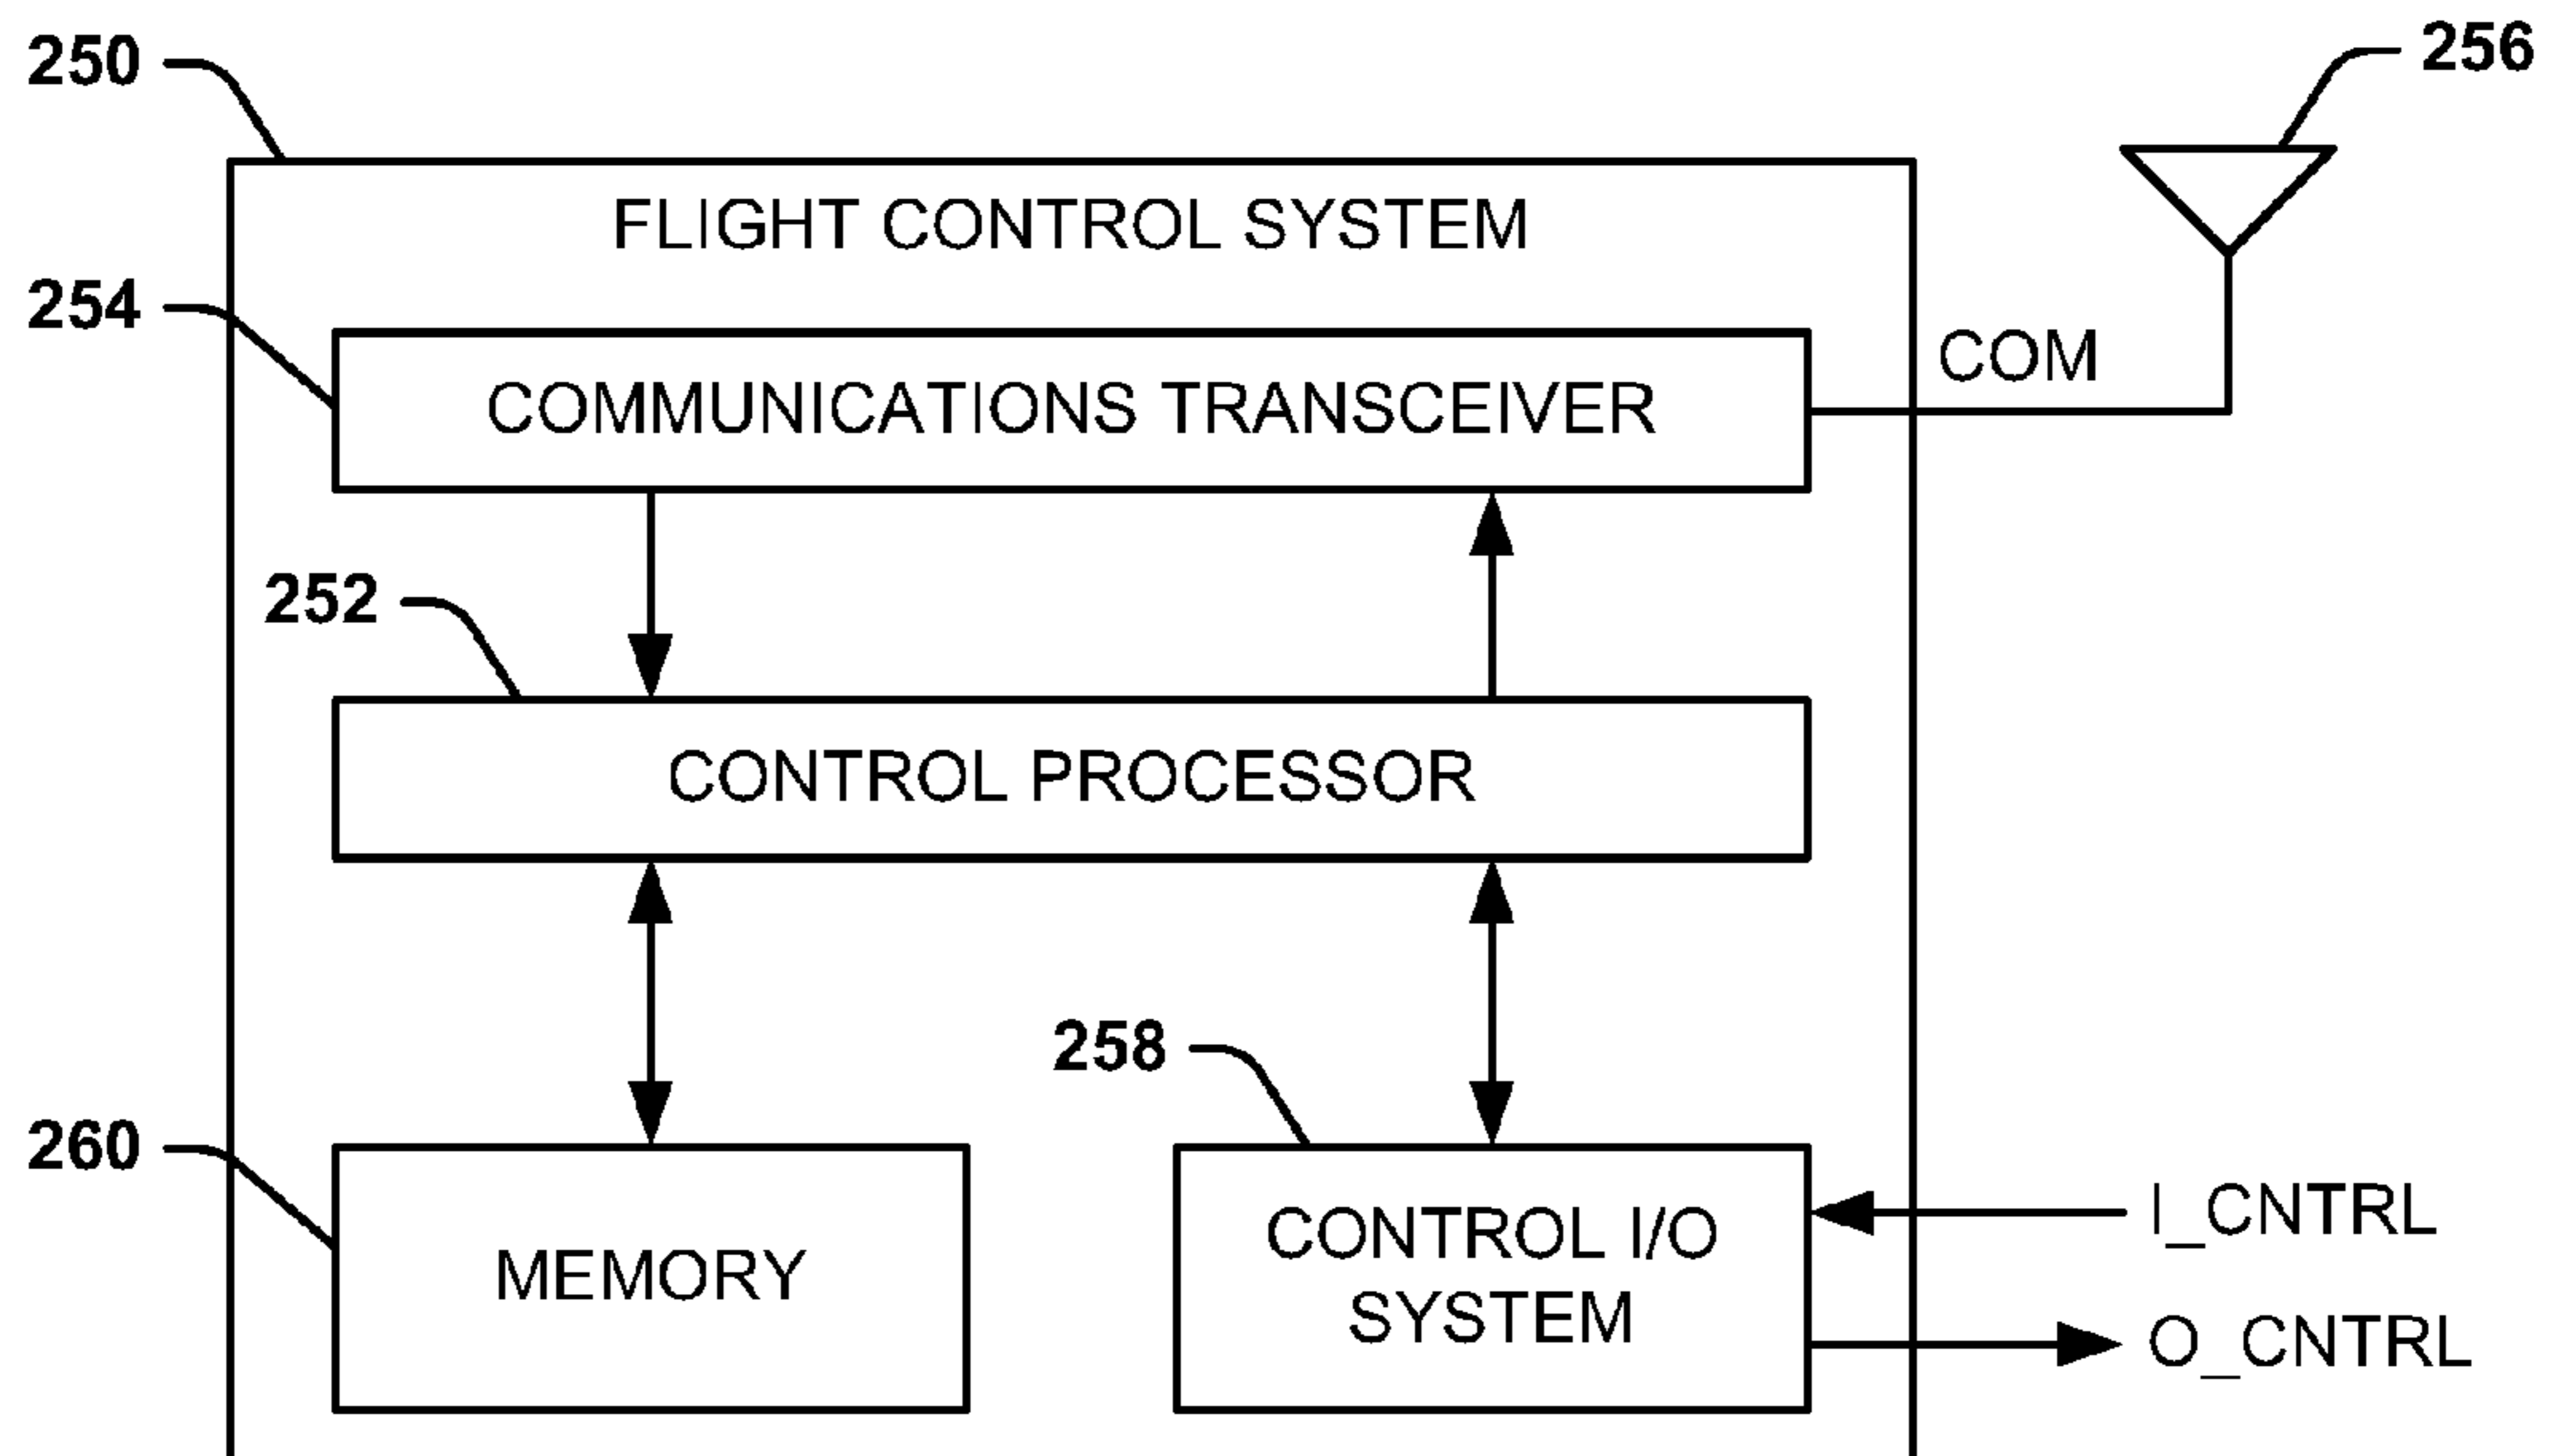 250
256
FLIGHT CONTROL SYSTEM
254
COM
COMMUNICATIONS TRANSCEIVER
252
CONTROL PROCESSOR
258
260
I_CNTRL
CONTROL I/O
SYSTEM
MEMORY
O_CNTRL